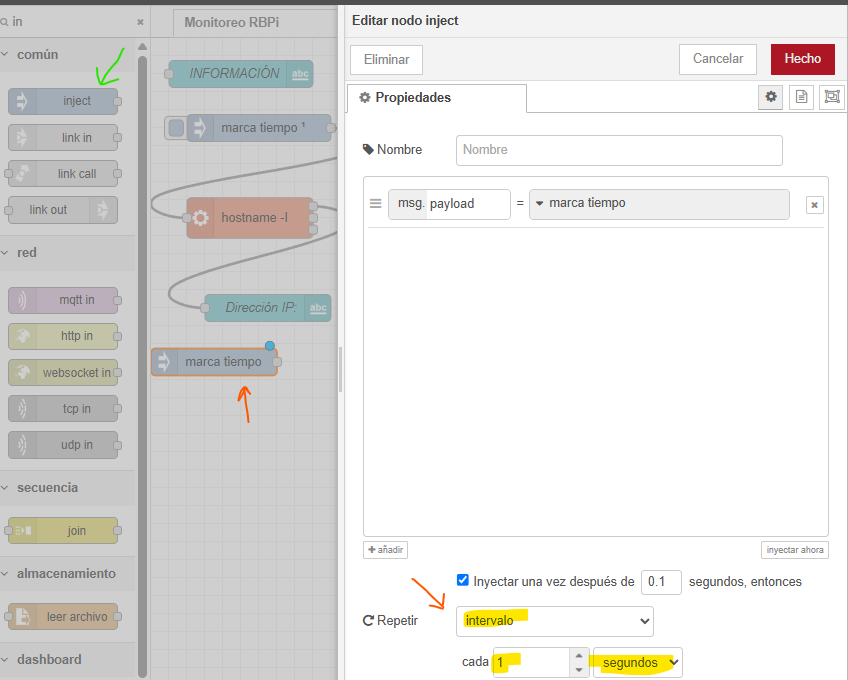 in
común
inject
link in
link call
link out
red
mqtt in
http in
websocket in
tcp in
udp in
secuencia
join
almacenamiento
leer archivo
dashboard
Monitoreo RBPi
INFORMACIÓN abc
marca tiempo ¹
hostname -I
Dirección IP: abc
marca tiempo
Editar nodo inject
Eliminar
Cancelar
Hecho
Propiedades
Nombre
Nombre
msg. payload = marca tiempo
añadir
inyectar ahora
Inyectar una vez después de 0.1 segundos, entonces
Repetir intervalo
cada 1 segundos